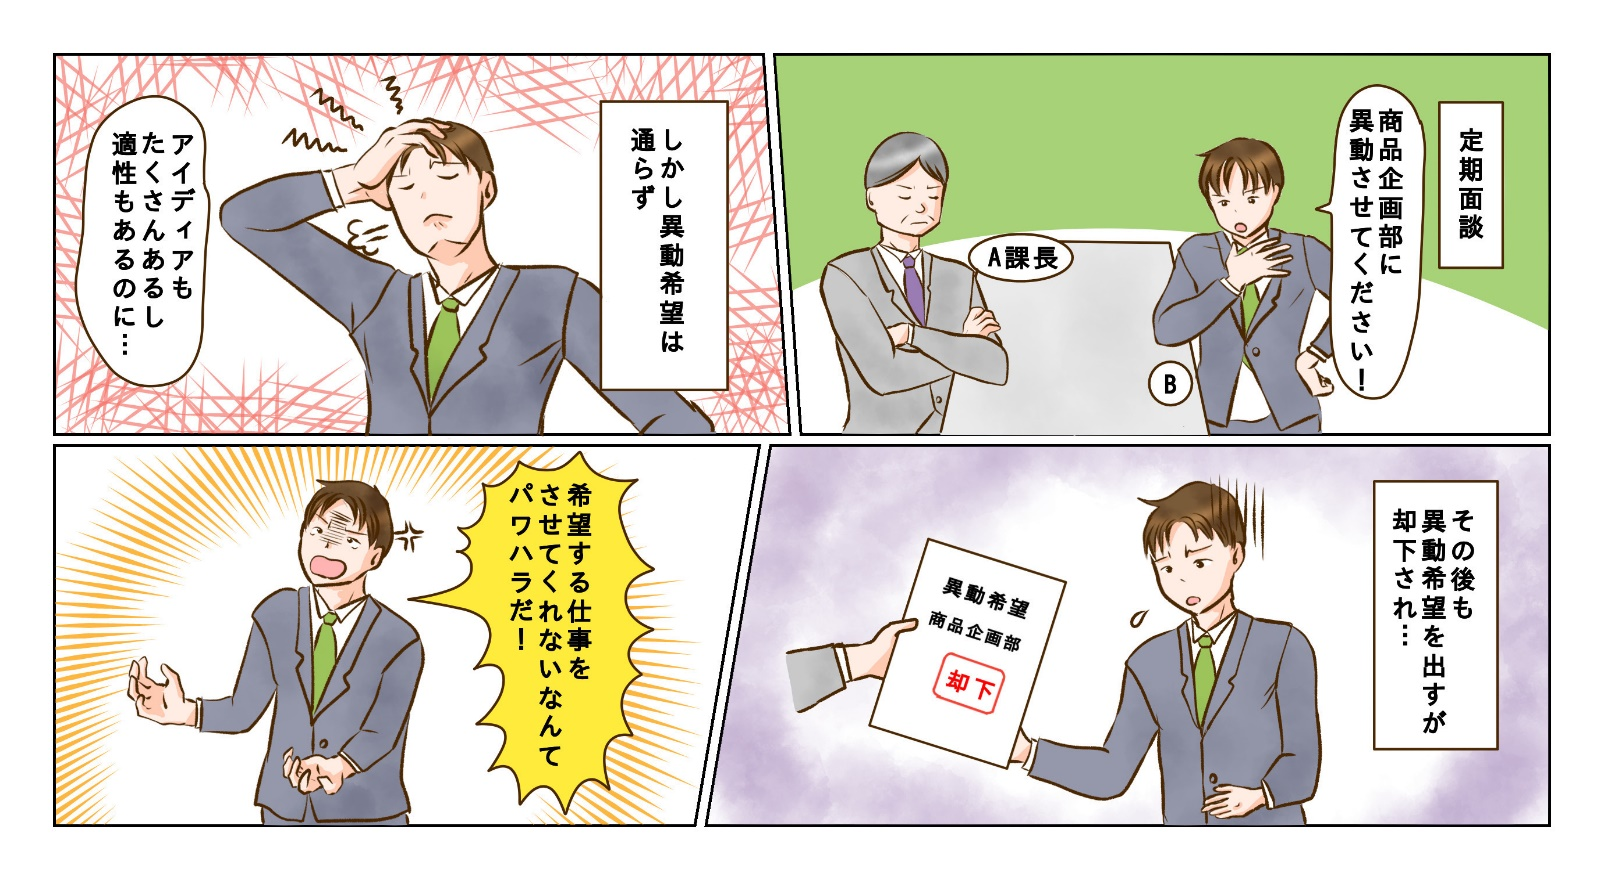 定期面談
商品企画部に
異動させてください！
A課長
B
しかし異動希望は
通らず
アイディアも
たくさんあるし
適性もあるのに…
その後も
異動希望を出すが
却下され…
異動希望
商品企画部
却下
希望する仕事を
させてくれないなんて
パワハラだ！